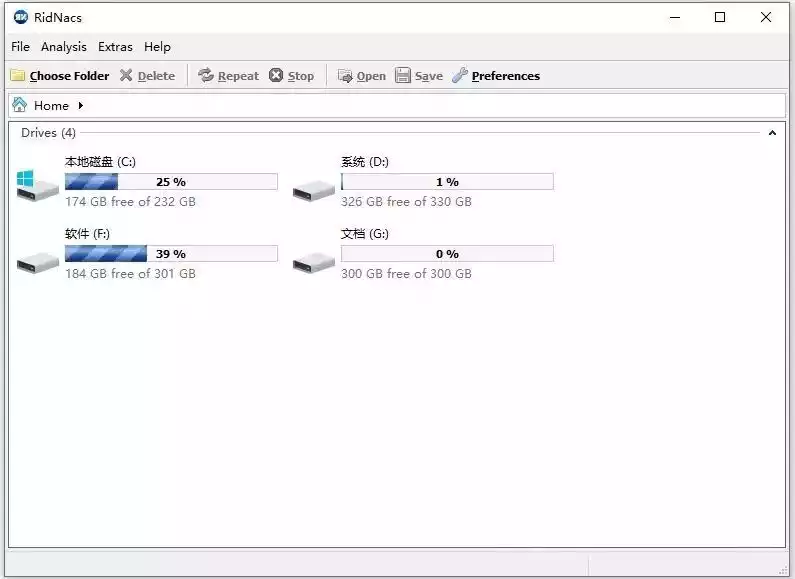 RidNacs
File Analysis Extras Help
Choose Folder Delete Repeat Stop Open Save Preferences
Home
Drives (4)
本地磁盘 (C:)
25 %
174 GB free of 232 GB
系统 (D:)
1 %
326 GB free of 330 GB
软件 (F:)
39 %
184 GB free of 301 GB
文档 (G:)
0 %
300 GB free of 300 GB